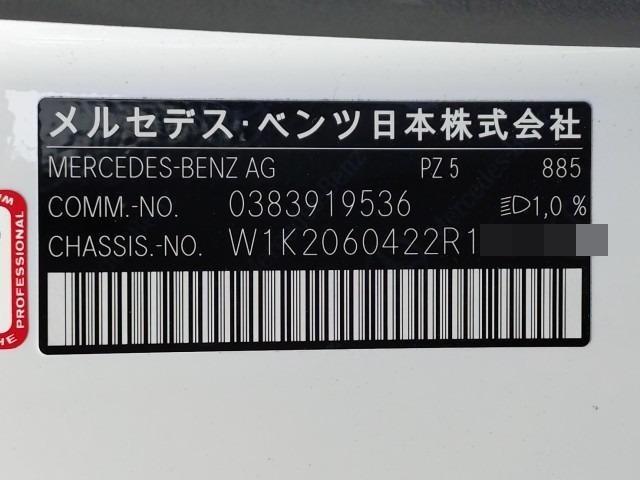 メルセデス・ベンツ日本株式会社
MERCEDES-BENZ AG PZ 5 885
COMM.-NO. 0383919536 1,0 %
CHASSIS.-NO. W1K2060422R1
PROFESSIONAL